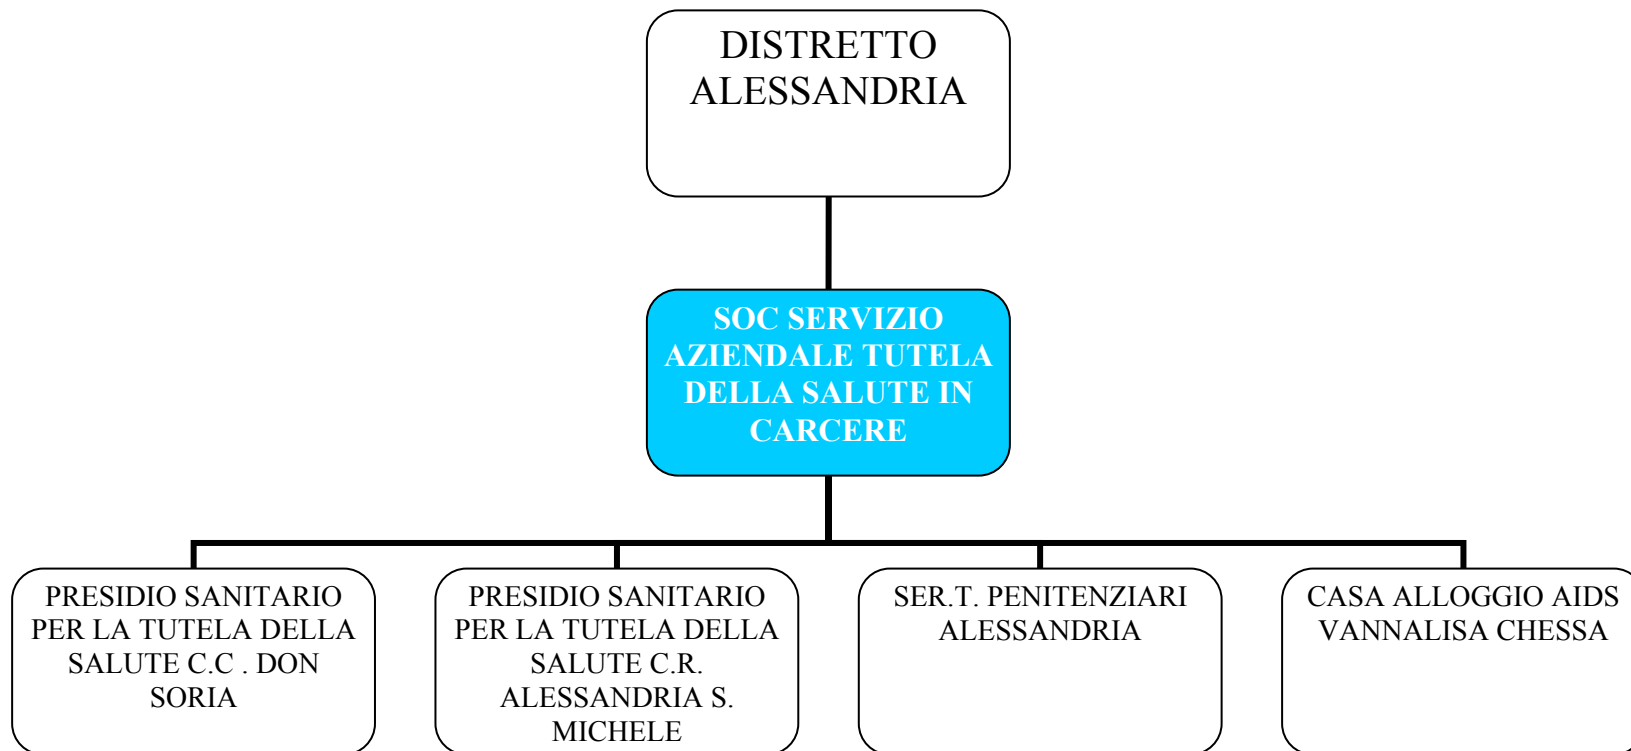 DISTRETTO
ALESSANDRIA
SOC SERVIZIO
AZIENDALE TUTELA
DELLA SALUTE IN
CARCERE
PRESIDIO SANITARIO
PER LA TUTELA DELLA
SALUTE C.C . DON
SORIA
PRESIDIO SANITARIO
PER LA TUTELA DELLA
SALUTE C.R.
ALESSANDRIA S.
MICHELE
SER.T. PENITENZIARI
ALESSANDRIA
CASA ALLOGGIO AIDS
VANNALISA CHESSA